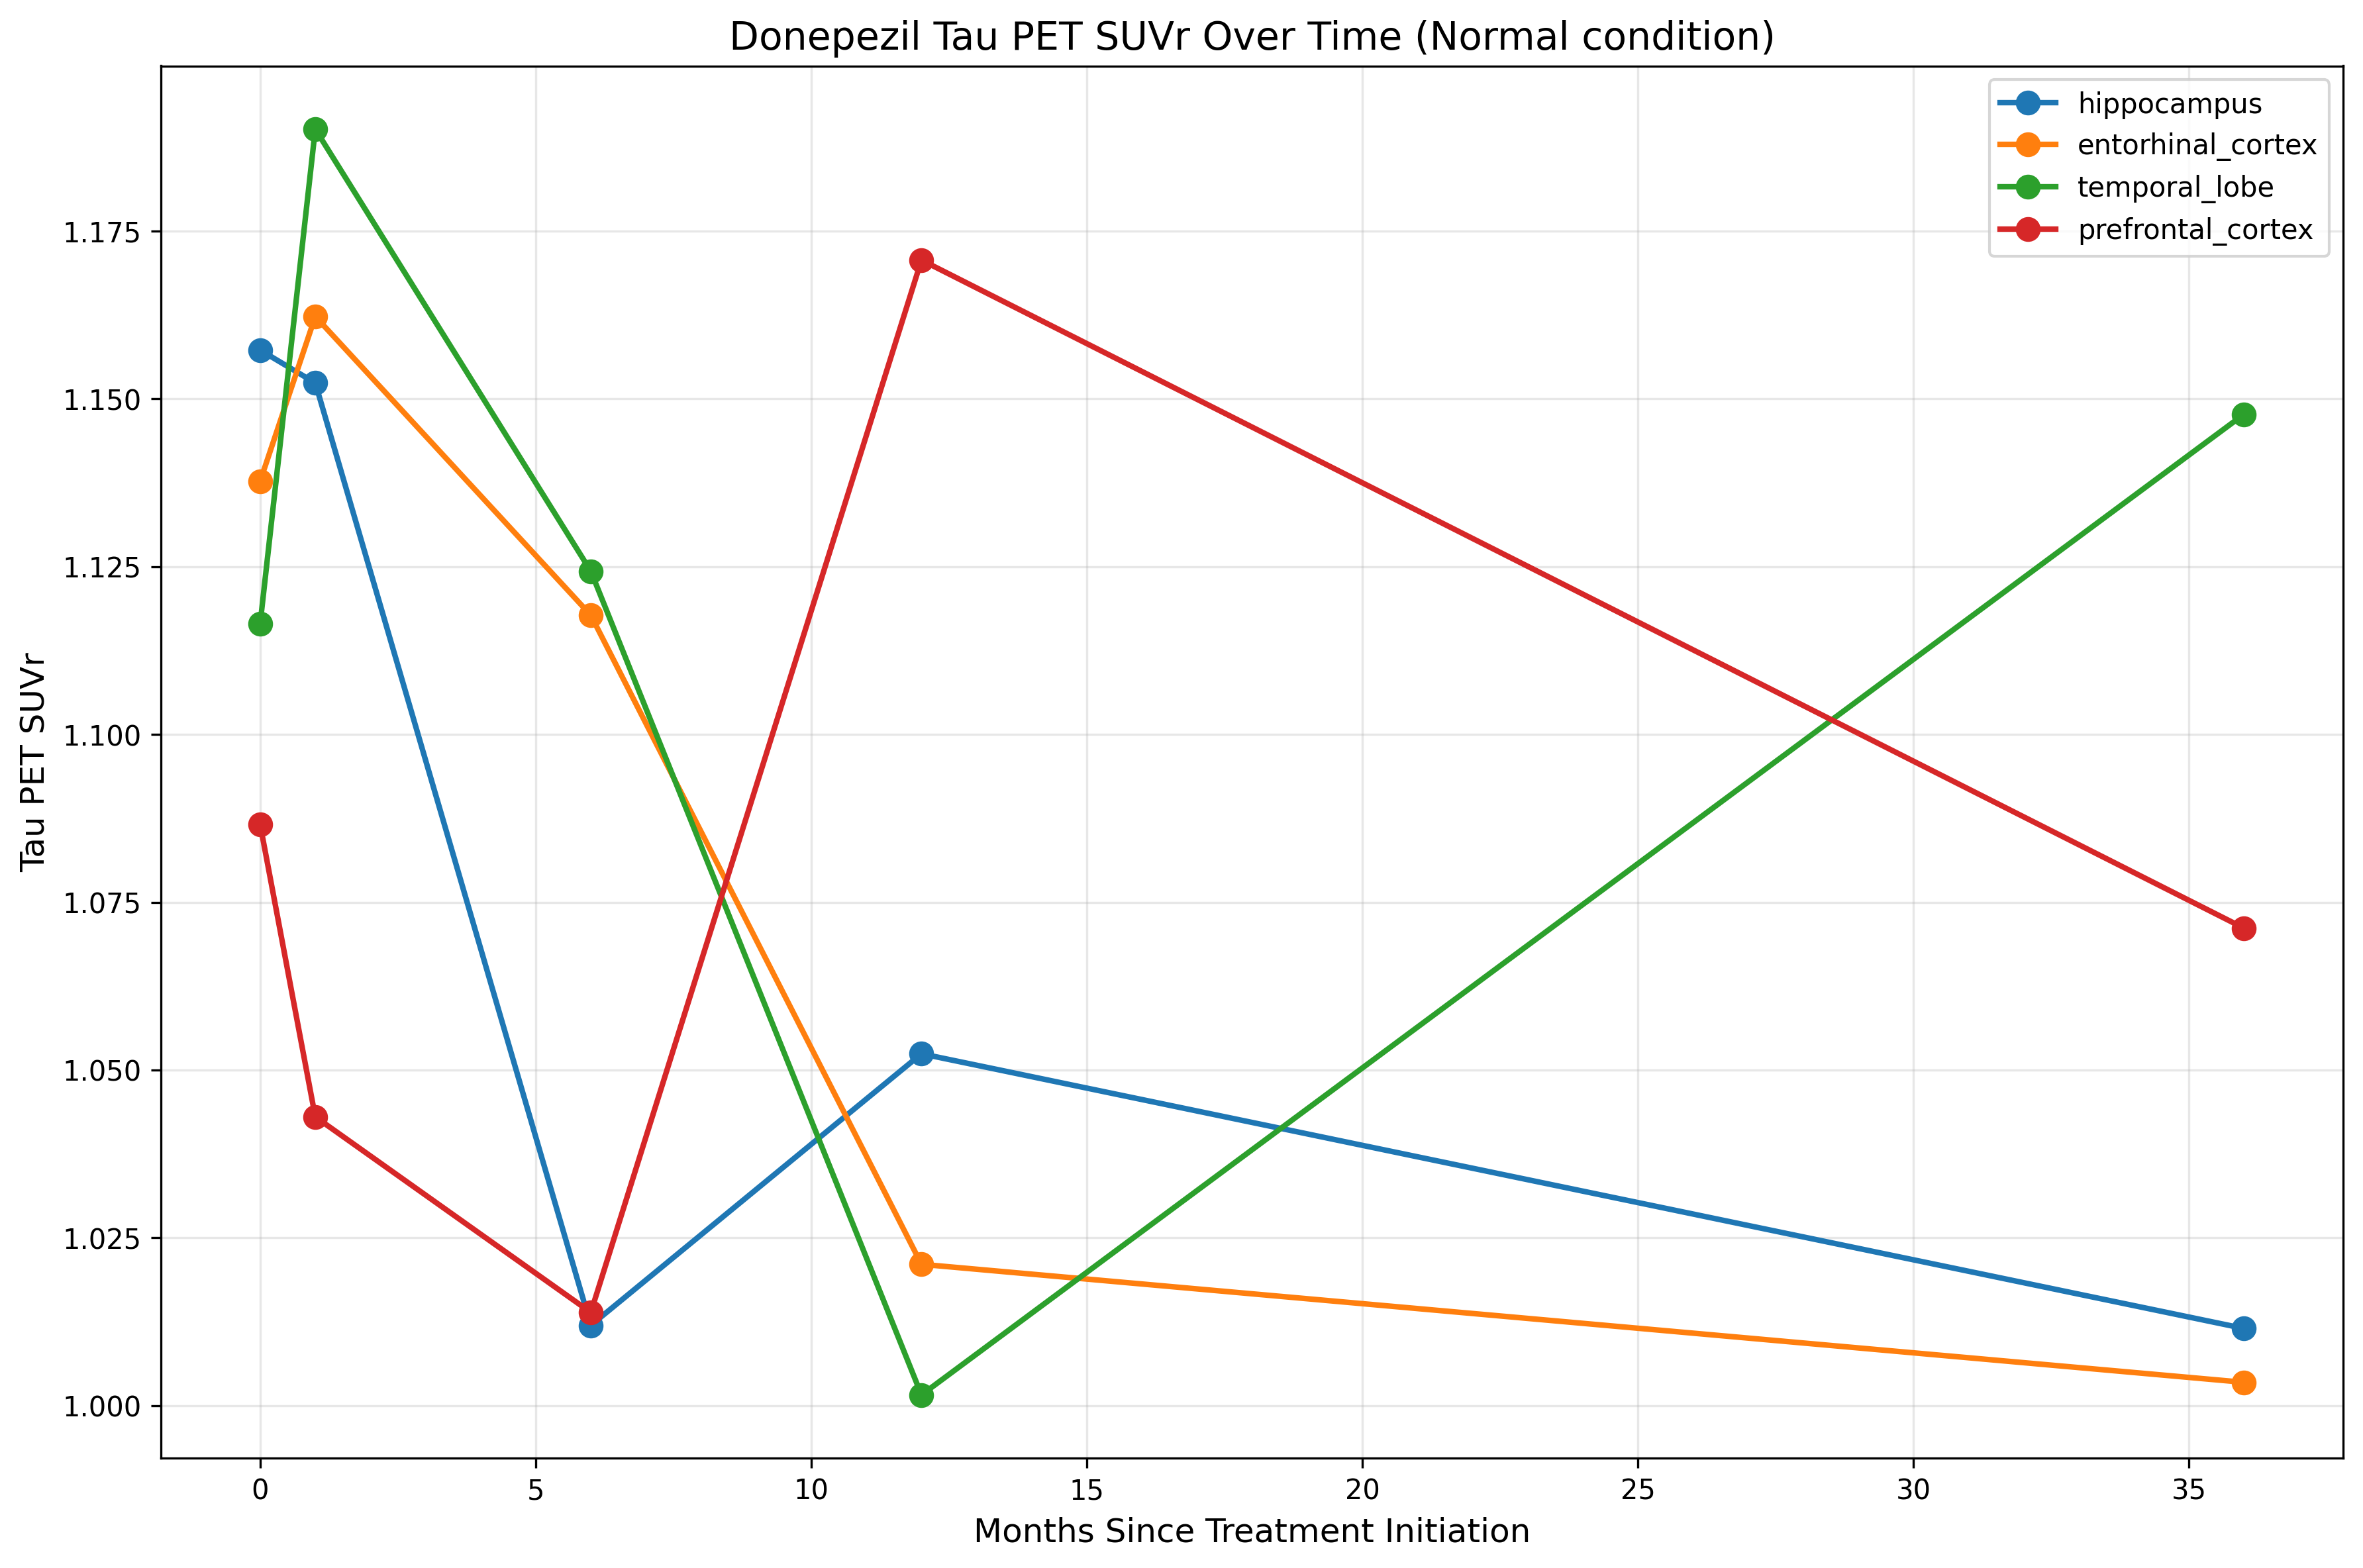 Donepezil Tau PET SUVr Over Time (Normal condition)
hippocampus
entorhinal_cortex
temporal_lobe
prefrontal_cortex
1.175
1.150
1.125
1.100
1.075
1.050
1.025
1.000
Tau PET SUVr
0 5 10 15 20 25 30 35
Months Since Treatment Initiation